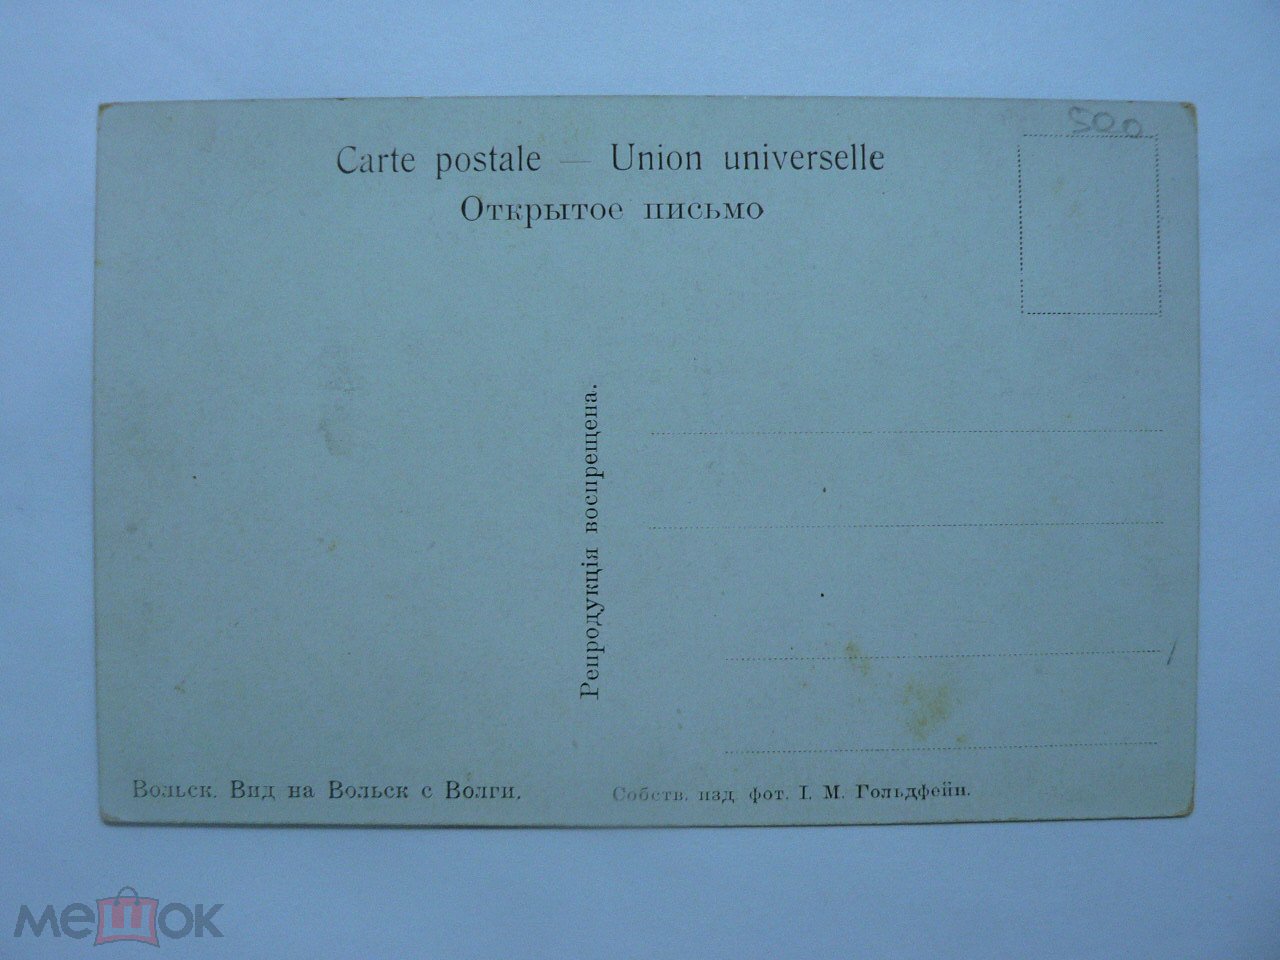 500
Carte postale — Union universelle
Открытое письмо
Репродукція воспрещена.
Вольск. Вид на Вольск с Волги.
Собств. изд. фот. І. М. Гольдфейн.
мешок